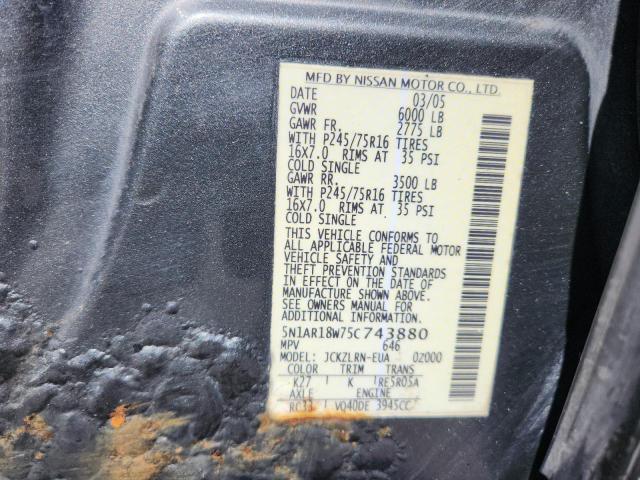 MFD BY NISSAN MOTOR CO., LTD.
DATE 03/05
GVWR 6000 LB
GAWR FR. 2775 LB
WITH P245/75R16 TIRES
16X7.0 RIMS AT 35 PSI
COLD SINGLE
GAWR RR. 3500 LB
WITH P245/75R16 TIRES
16X7.0 RIMS AT 35 PSI
COLD SINGLE
THIS VEHICLE CONFORMS TO
ALL APPLICABLE FEDERAL MOTOR
VEHICLE SAFETY AND
THEFT PREVENTION STANDARDS
IN EFFECT ON THE DATE OF
MANUFACTURE SHOWN ABOVE.
SEE OWNERS MANUAL FOR
ADDITIONAL INFORMATION.
5N1AR18W75C743880
MPV 646
MODEL: JCKZLRN-EUA 02000
COLOR TRIM TRANS
K27 K RE5R05A
AXLE ENGINE
RC33 VQ40DE 3945CC